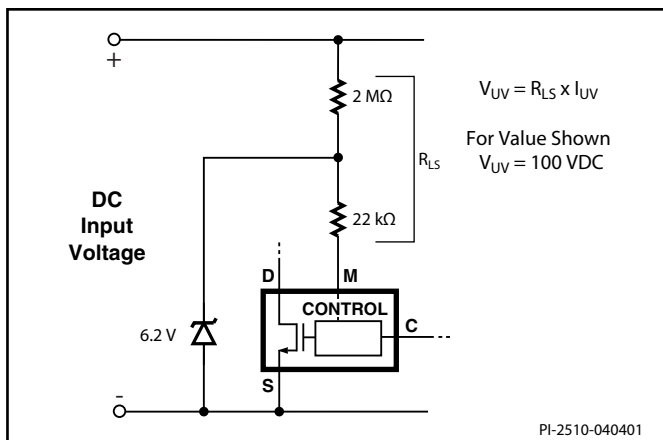 +
2 MΩ
V_UV = R_LS x I_UV
For Value Shown
V_UV = 100 VDC
R_LS
DC
Input
Voltage
22 kΩ
D
M
CONTROL
C
6.2 V
S
-
PI-2510-040401